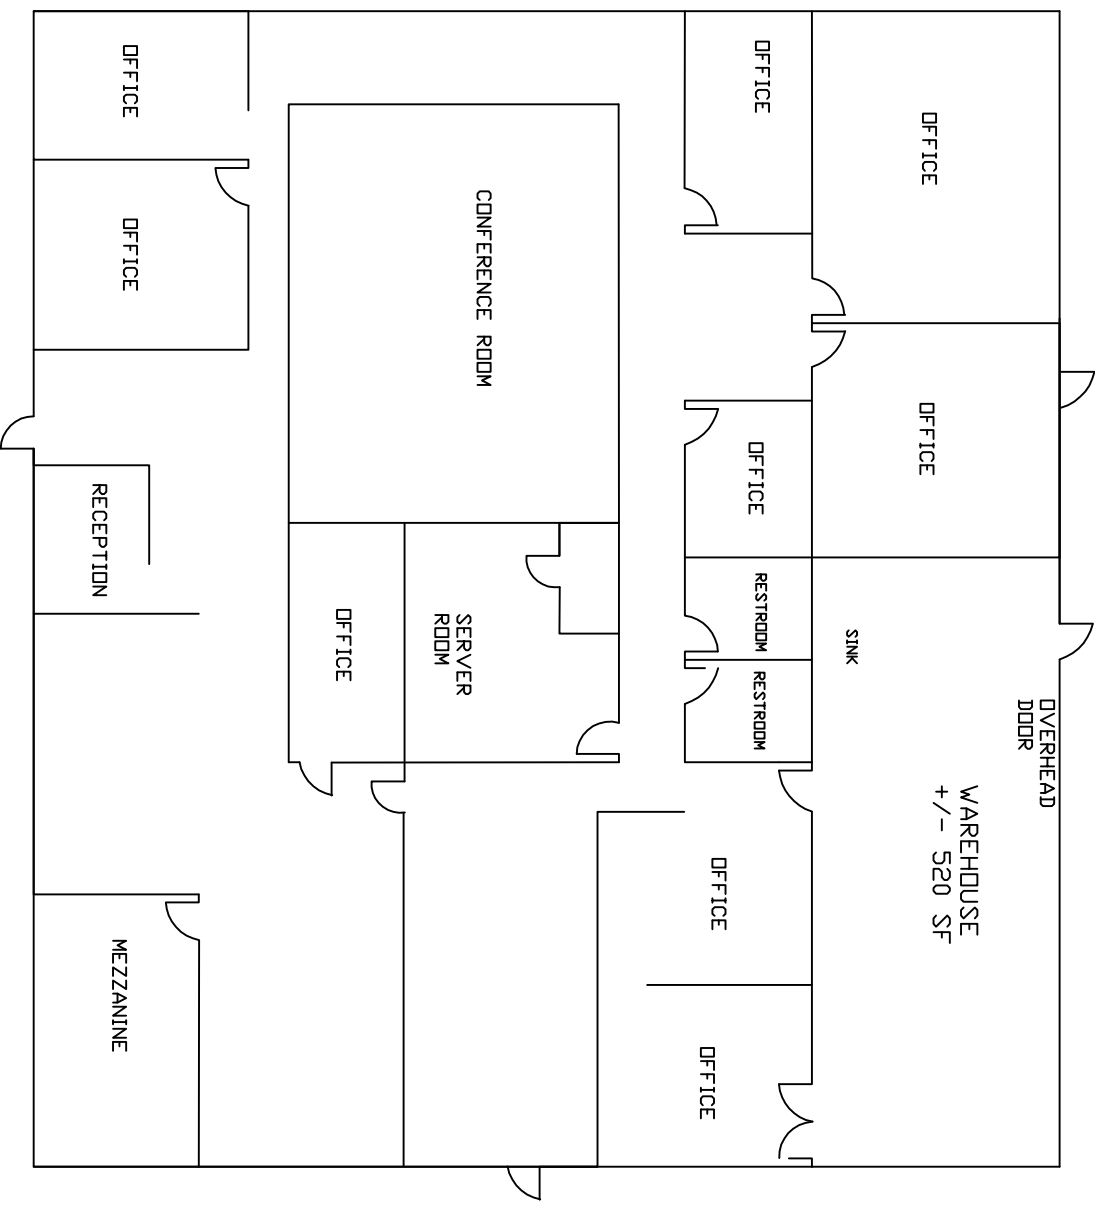 OFFICE
OFFICE
OFFICE
OFFICE
CONFERENCE ROOM
OFFICE
OFFICE
RECEPTION
OFFICE
SERVER
ROOM
RESTROOM
RESTROOM
SINK
OVERHEAD
DOOR
WAREHOUSE
+/- 520 SF
OFFICE
OFFICE
MEZZANINE